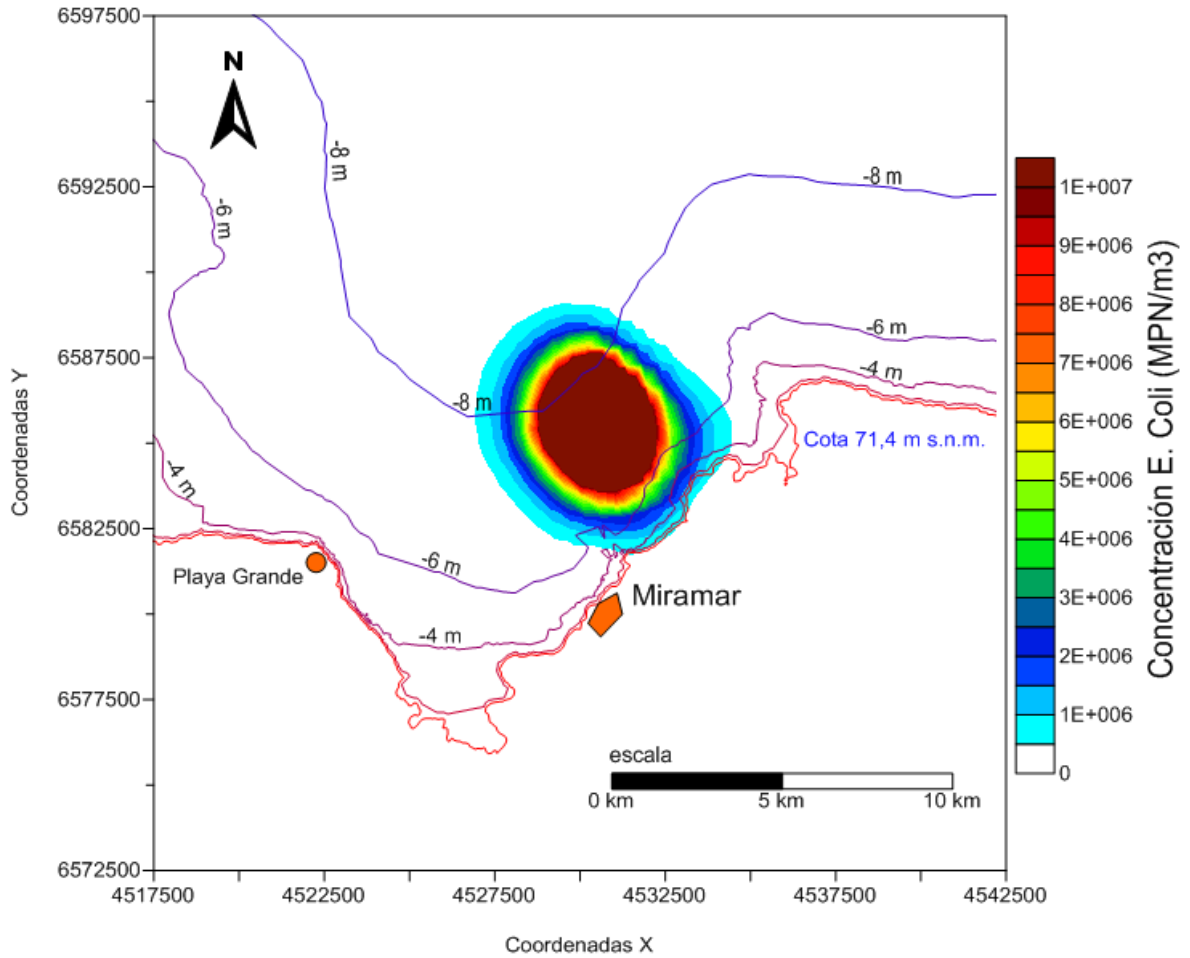 6597500
6592500
6587500
6582500
6577500
6572500
Coordenadas Y
4517500
4522500
4527500
4532500
4537500
4542500
Coordenadas X
N
-8 m
-8 m
-8 m
-6 m
-6 m
-6 m
-4 m
-4 m
-4 m
Cota 71,4 m s.n.m.
Playa Grande
Miramar
escala
0 km
5 km
10 km
1E+007
9E+006
8E+006
7E+006
6E+006
5E+006
4E+006
3E+006
2E+006
1E+006
0
Concentración E. Coli (MPN/m3)